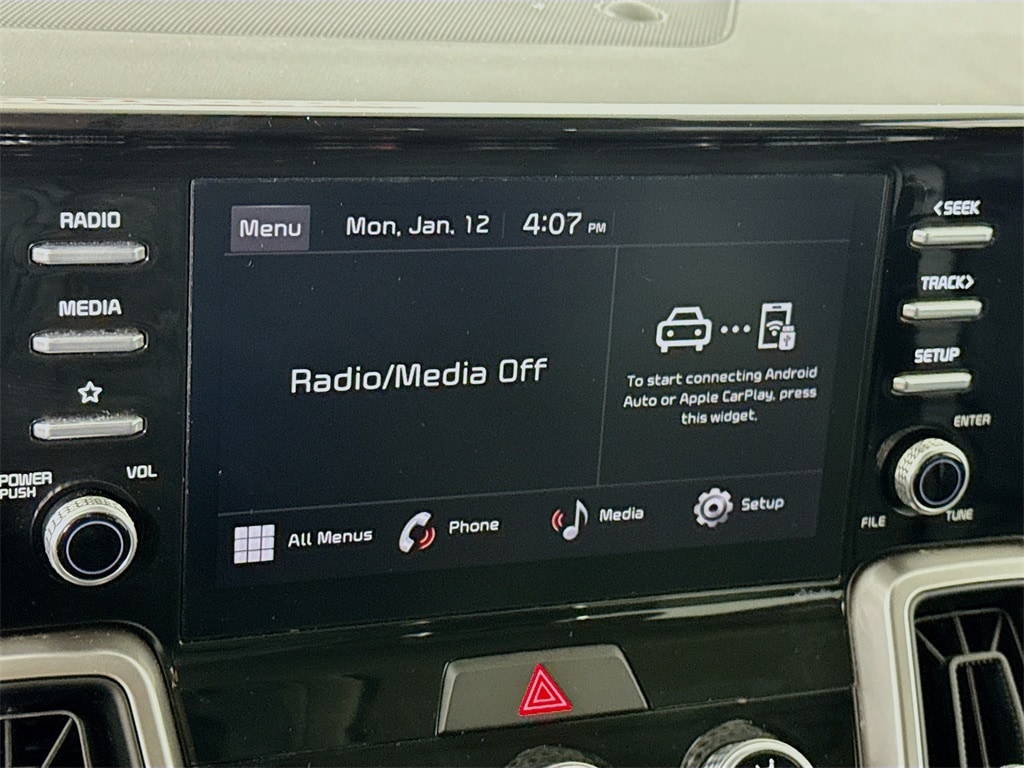 RADIO
MEDIA
POWER
PUSH
VOL
Menu
Mon, Jan. 12
4:07 PM
Radio/Media Off
To start connecting Android
Auto or Apple CarPlay, press
this widget.
All Menus
Phone
Media
Setup
<SEEK
TRACK>
SETUP
ENTER
FILE
TUNE